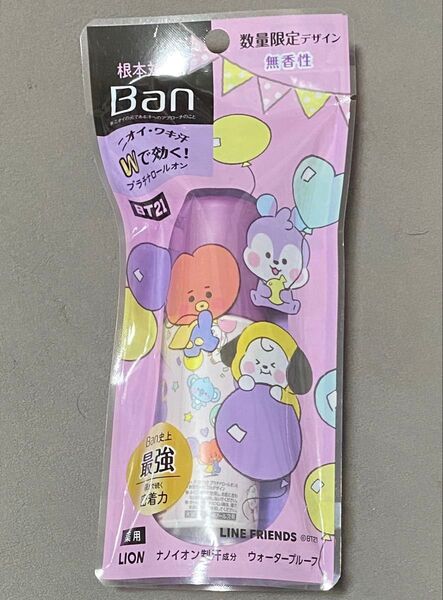 数量限定デザイン
無香性
根本対
Ban
ニオイ・ワキ汗
Wで効く!
プラチナロールオン
BT21
Ban史上
最強
密着力
薬用
LINE FRIENDS ©BT21
LION ナノイオン制汗成分 ウォータープルーフ